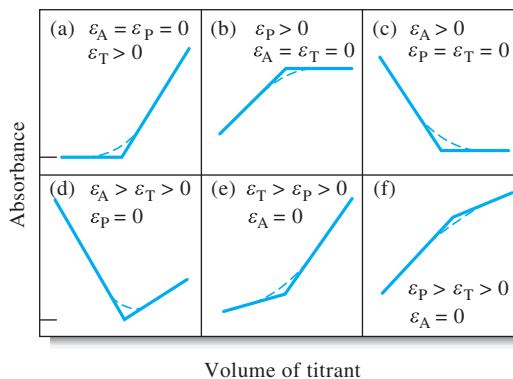 (a) εA = εP = 0
εT > 0
(b) εP > 0
εA = εT = 0
(c) εA > 0
εP = εT = 0
Absorbance
(d) εA > εT > 0
εP = 0
(e) εT > εP > 0
εA = 0
(f)
εP > εT > 0
εA = 0
Volume of titrant